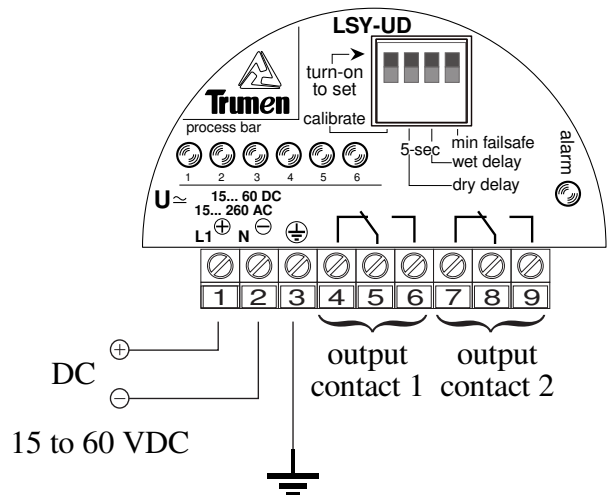 LSY-UD
turn-on
to set
Trumen
process bar
calibrate
5-sec
min failsafe
wet delay
dry delay
alarm
1 2 3 4 5 6
U≃
15... 60 DC
15... 260 AC
L1 ⊕ N ⊖
1 2 3 4 5 6 7 8 9
output
contact 1
output
contact 2
DC
⊕
⊖
15 to 60 VDC